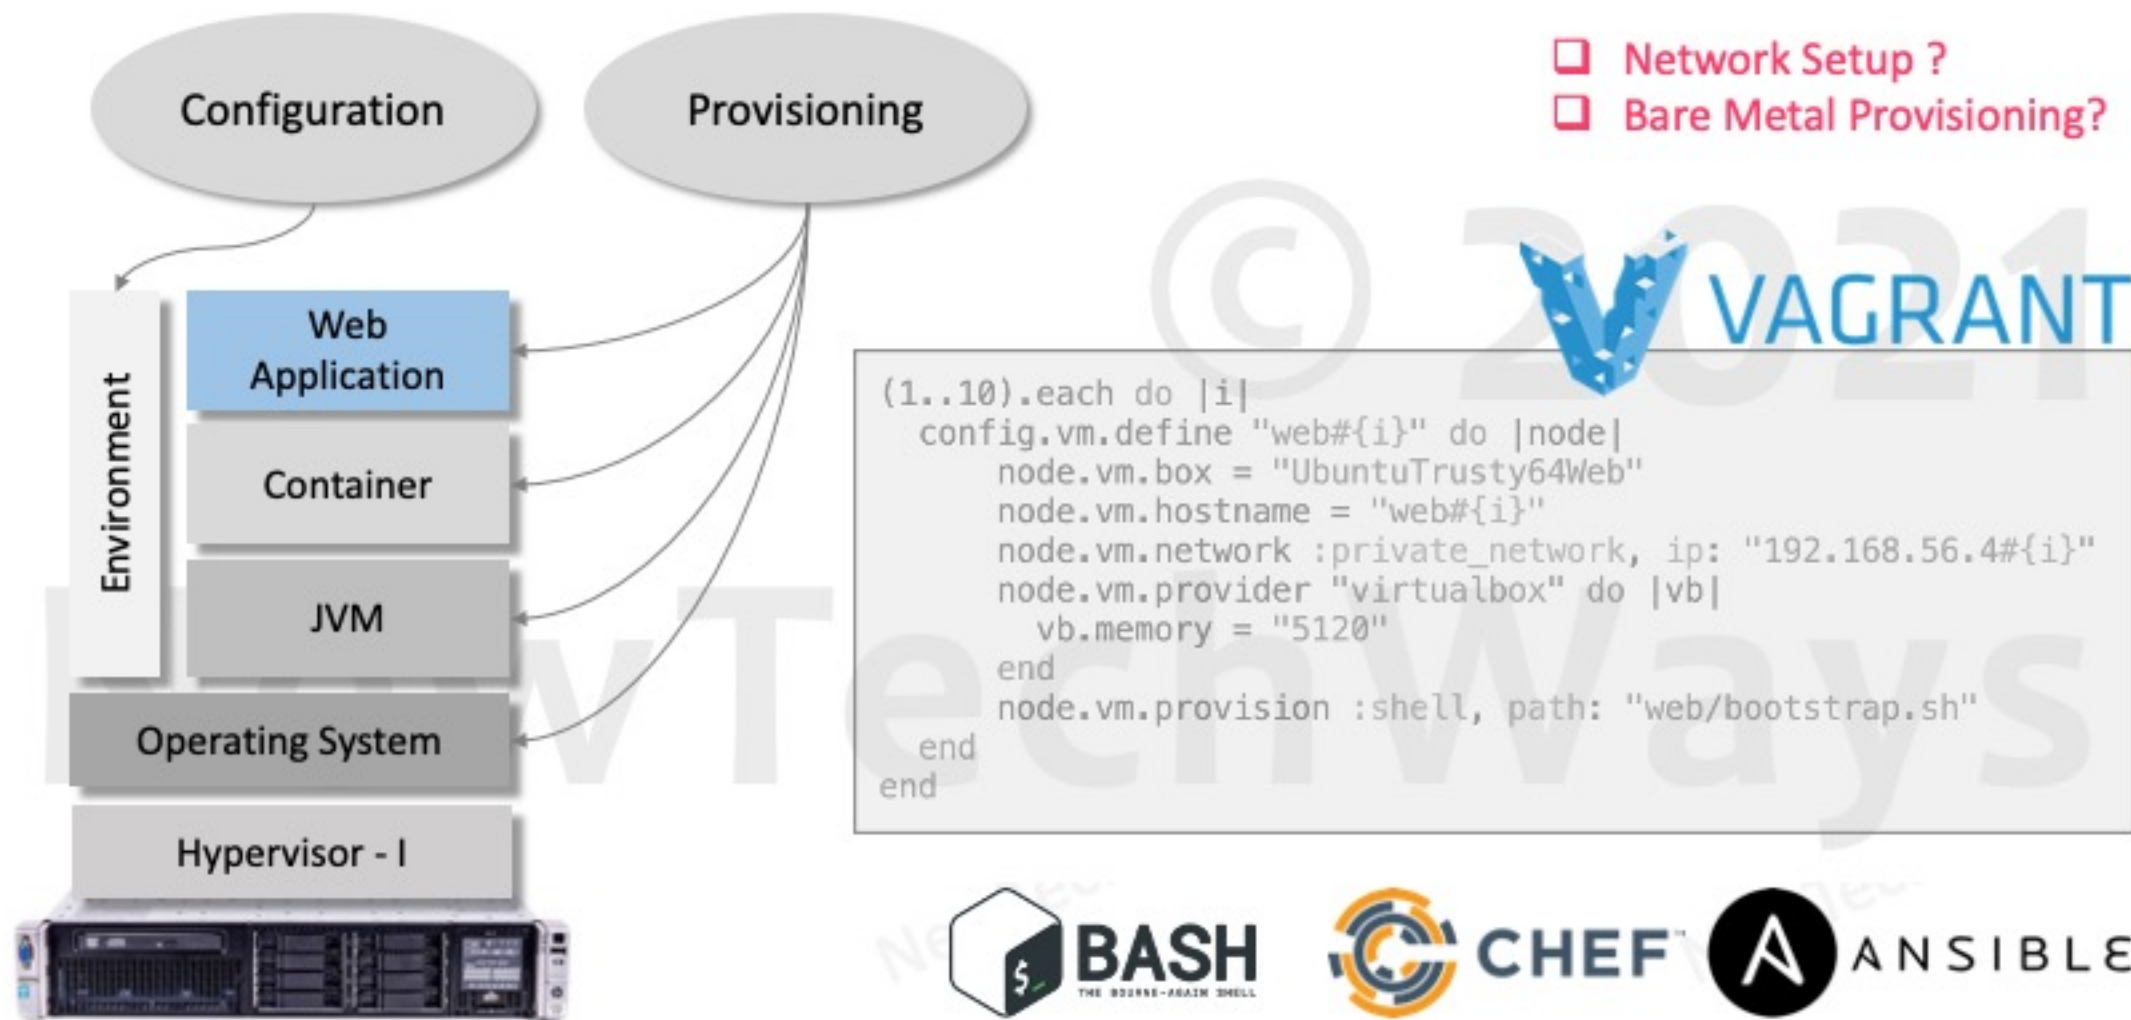 Configuration
Provisioning
❑ Network Setup ?
❑ Bare Metal Provisioning?
© 2021
VAGRANT
Environment
Web
Application
Container
JVM
Operating System
Hypervisor - I
(1..10).each do |i|
  config.vm.define "web#{i}" do |node|
      node.vm.box = "UbuntuTrusty64Web"
      node.vm.hostname = "web#{i}"
      node.vm.network :private_network, ip: "192.168.56.4#{i}"
      node.vm.provider "virtualbox" do |vb|
        vb.memory = "5120"
      end
      node.vm.provision :shell, path: "web/bootstrap.sh"
  end
end
TechWays
$_
BASH
THE BOURNE-AGAIN SHELL
CHEF
ANSIBLE